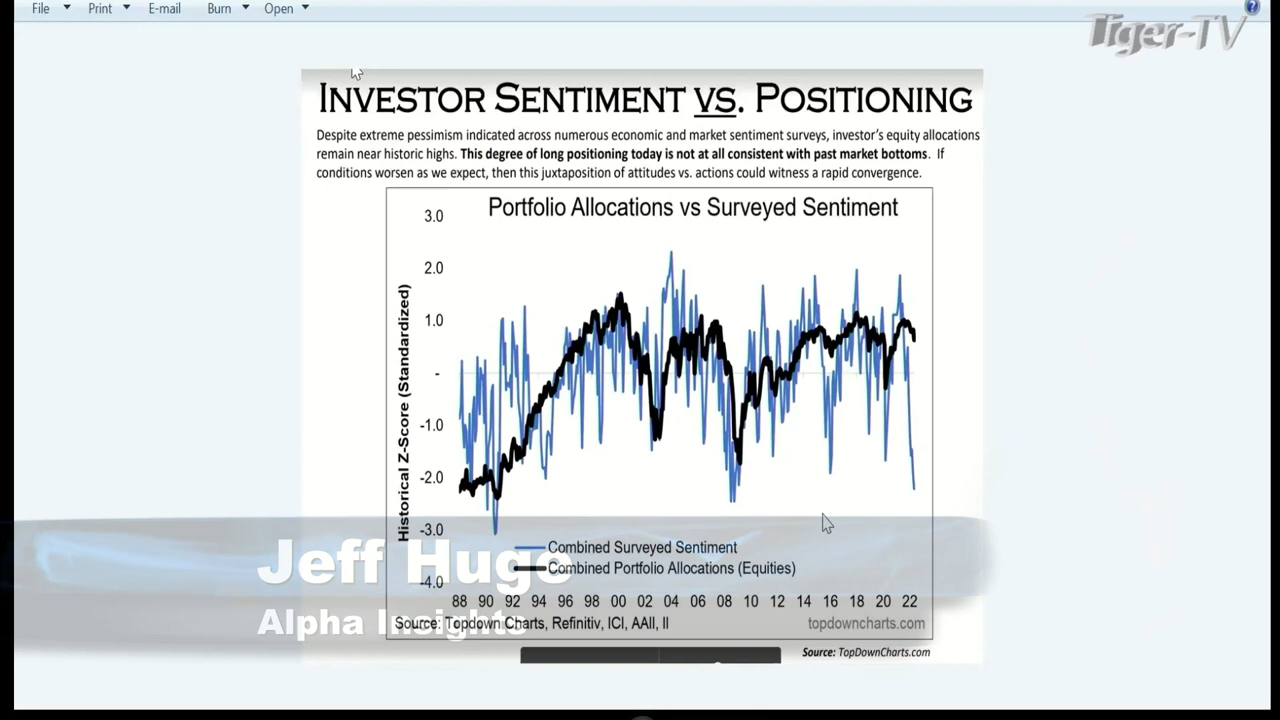 File Print E-mail Burn Open
Tiger-TV
INVESTOR SENTIMENT VS. POSITIONING
Despite extreme pessimism indicated across numerous economic and market sentiment surveys, investor's equity allocations
remain near historic highs. This degree of long positioning today is not at all consistent with past market bottoms. If
conditions worsen as we expect, then this juxtaposition of attitudes vs. actions could witness a rapid convergence.
Portfolio Allocations vs Surveyed Sentiment
3.0
2.0
1.0
-
-1.0
-2.0
-3.0
-4.0
Historical Z-Score (Standardized)
Combined Surveyed Sentiment
Combined Portfolio Allocations (Equities)
88 90 92 94 96 98 00 02 04 06 08 10 12 14 16 18 20 22
Source: Topdown Charts, Refinitiv, ICI, AAII, II
topdowncharts.com
Source: TopDownCharts.com
Jeff Huge
Alpha Insights